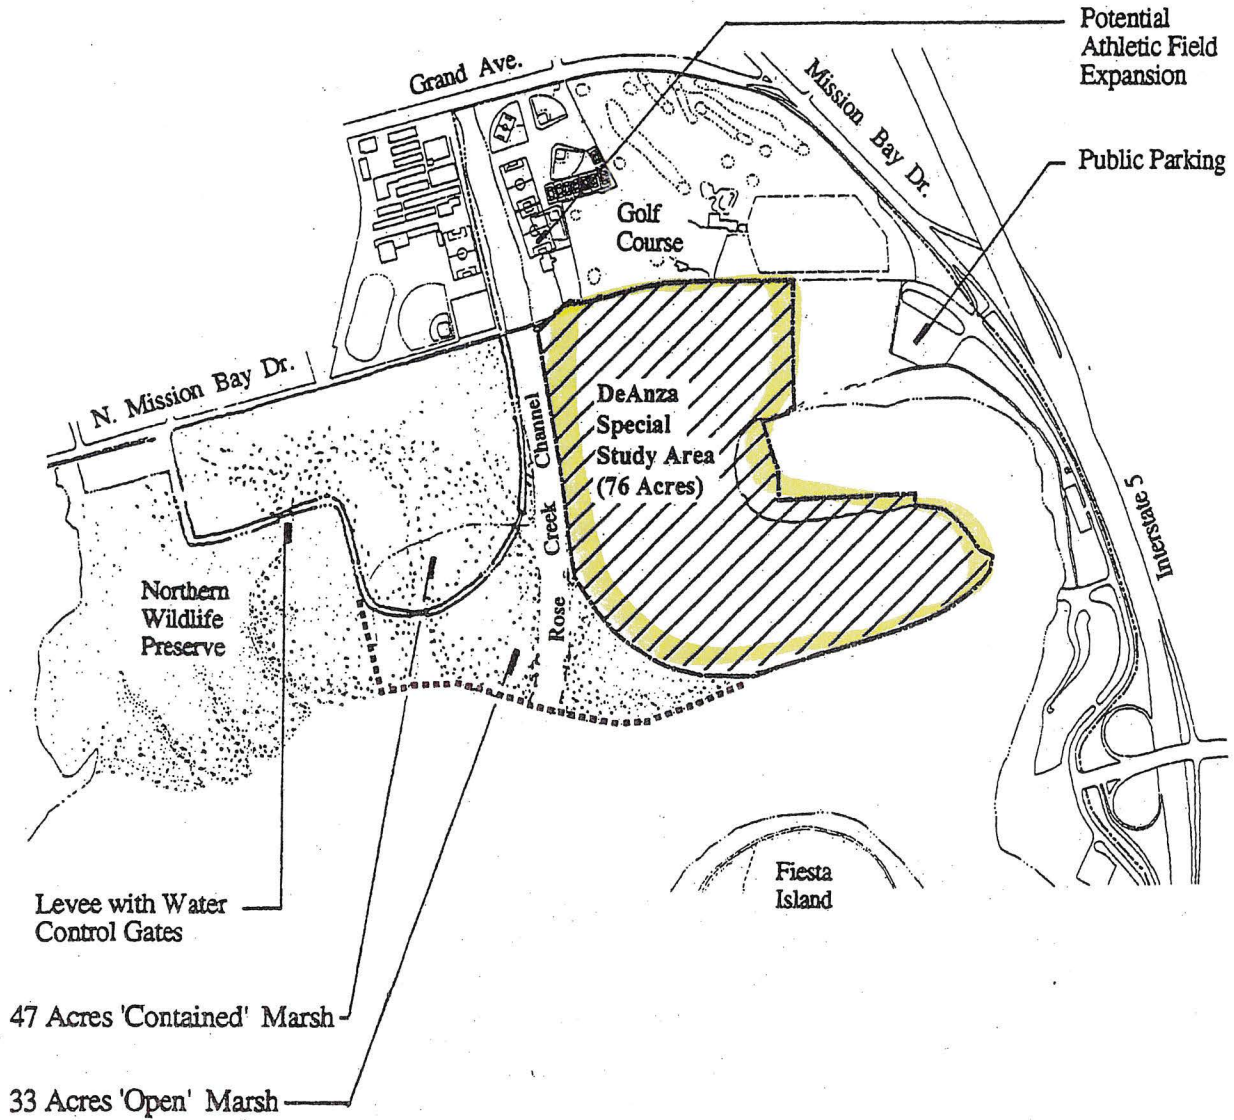 Potential
Athletic Field
Expansion
Grand Ave.
Mission Bay Dr.
Public Parking
Golf
Course
N. Mission Bay Dr.
DeAnza
Special
Study Area
(76 Acres)
Rose Creek Channel
Interstate 5
Northern
Wildlife
Preserve
Fiesta
Island
Levee with Water
Control Gates
47 Acres 'Contained' Marsh
33 Acres 'Open' Marsh